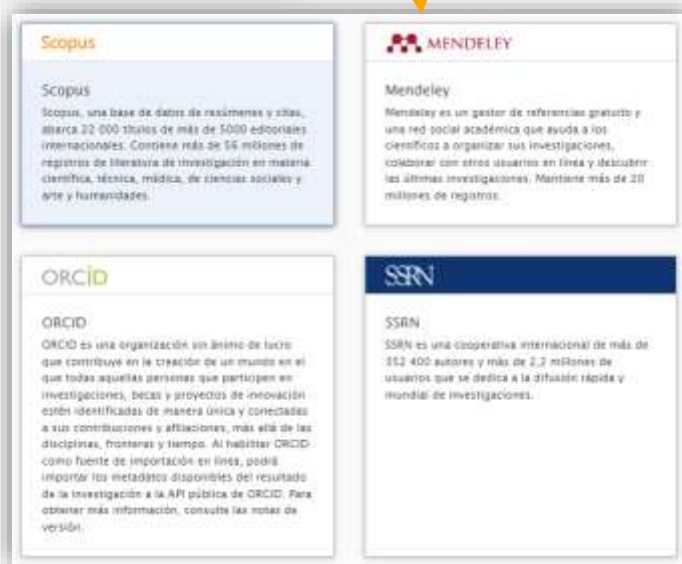 Scopus
Scopus
Scopus, una base de datos de resúmenes y citas,
abarca 22 000 títulos de más de 5000 editoriales
internacionales. Contiene más de 56 millones de
registros de literatura de investigación en materia
científica, técnica, médica, de ciencias sociales y
arte y humanidades.
MENDELEY
Mendeley
Mendeley es un gestor de referencias gratuito y
una red social académica que ayuda a los
científicos a organizar sus investigaciones,
colaborar con otros usuarios en línea y descubrir
las últimas investigaciones. Mantiene más de 20
millones de registros.
ORCID
ORCID
ORCID es una organización sin ánimo de lucro
que contribuye en la creación de un mundo en el
que todas aquellas personas que participen en
investigaciones, becas y proyectos de innovación
estén identificadas de manera única y conectadas
a sus contribuciones y afiliaciones, más allá de las
disciplinas, fronteras y tiempo. Al habilitar ORCID
como fuente de importación en línea, podrá
importar los metadatos disponibles del resultado
de la investigación a la API pública de ORCID. Para
obtener más información, consulte las notas de
versión.
SSRN
SSRN
SSRN es una cooperativa internacional de más de
352 400 autores y más de 2,2 millones de
usuarios que se dedica a la difusión rápida y
mundial de investigaciones.